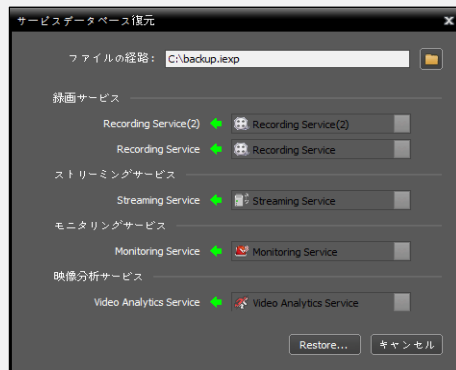 サービスデータベース復元
ファイルの経路: C:\backup.iexp
録画サービス
Recording Service(2) Recording Service(2)
Recording Service Recording Service
ストリーミングサービス
Streaming Service Streaming Service
モニタリングサービス
Monitoring Service Monitoring Service
映像分析サービス
Video Analytics Service Video Analytics Service
Restore... キャンセル